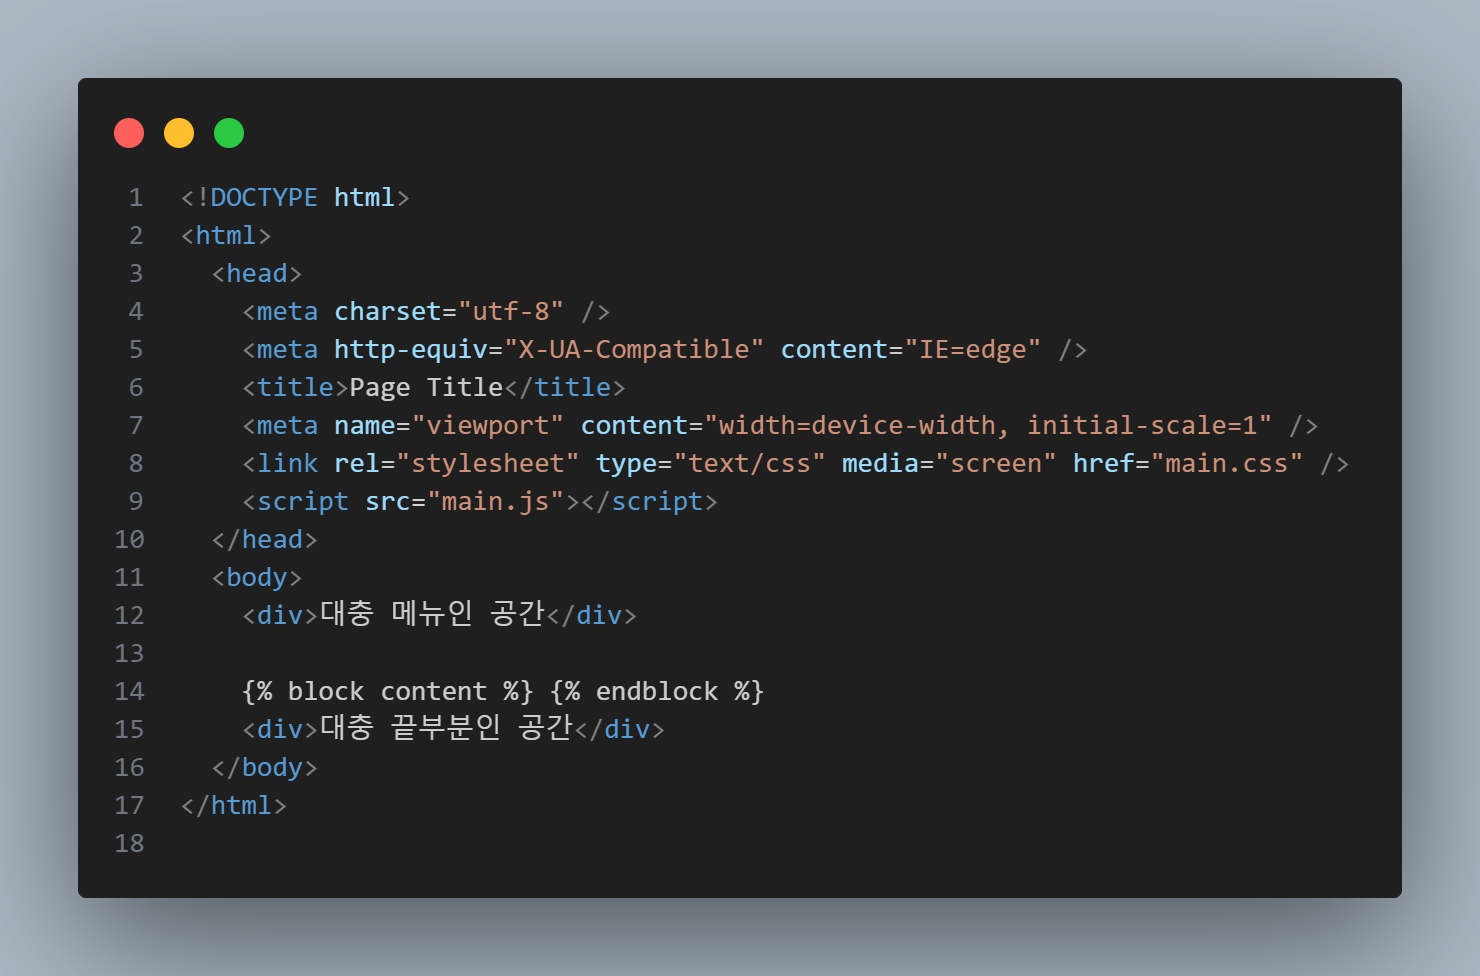 1 <!DOCTYPE html>
2 <html>
3   <head>
4     <meta charset="utf-8" />
5     <meta http-equiv="X-UA-Compatible" content="IE=edge" />
6     <title>Page Title</title>
7     <meta name="viewport" content="width=device-width, initial-scale=1" />
8     <link rel="stylesheet" type="text/css" media="screen" href="main.css" />
9     <script src="main.js"></script>
10   </head>
11   <body>
12     <div>대충 메뉴인 공간</div>
13
14     {% block content %} {% endblock %}
15     <div>대충 끝부분인 공간</div>
16   </body>
17 </html>
18